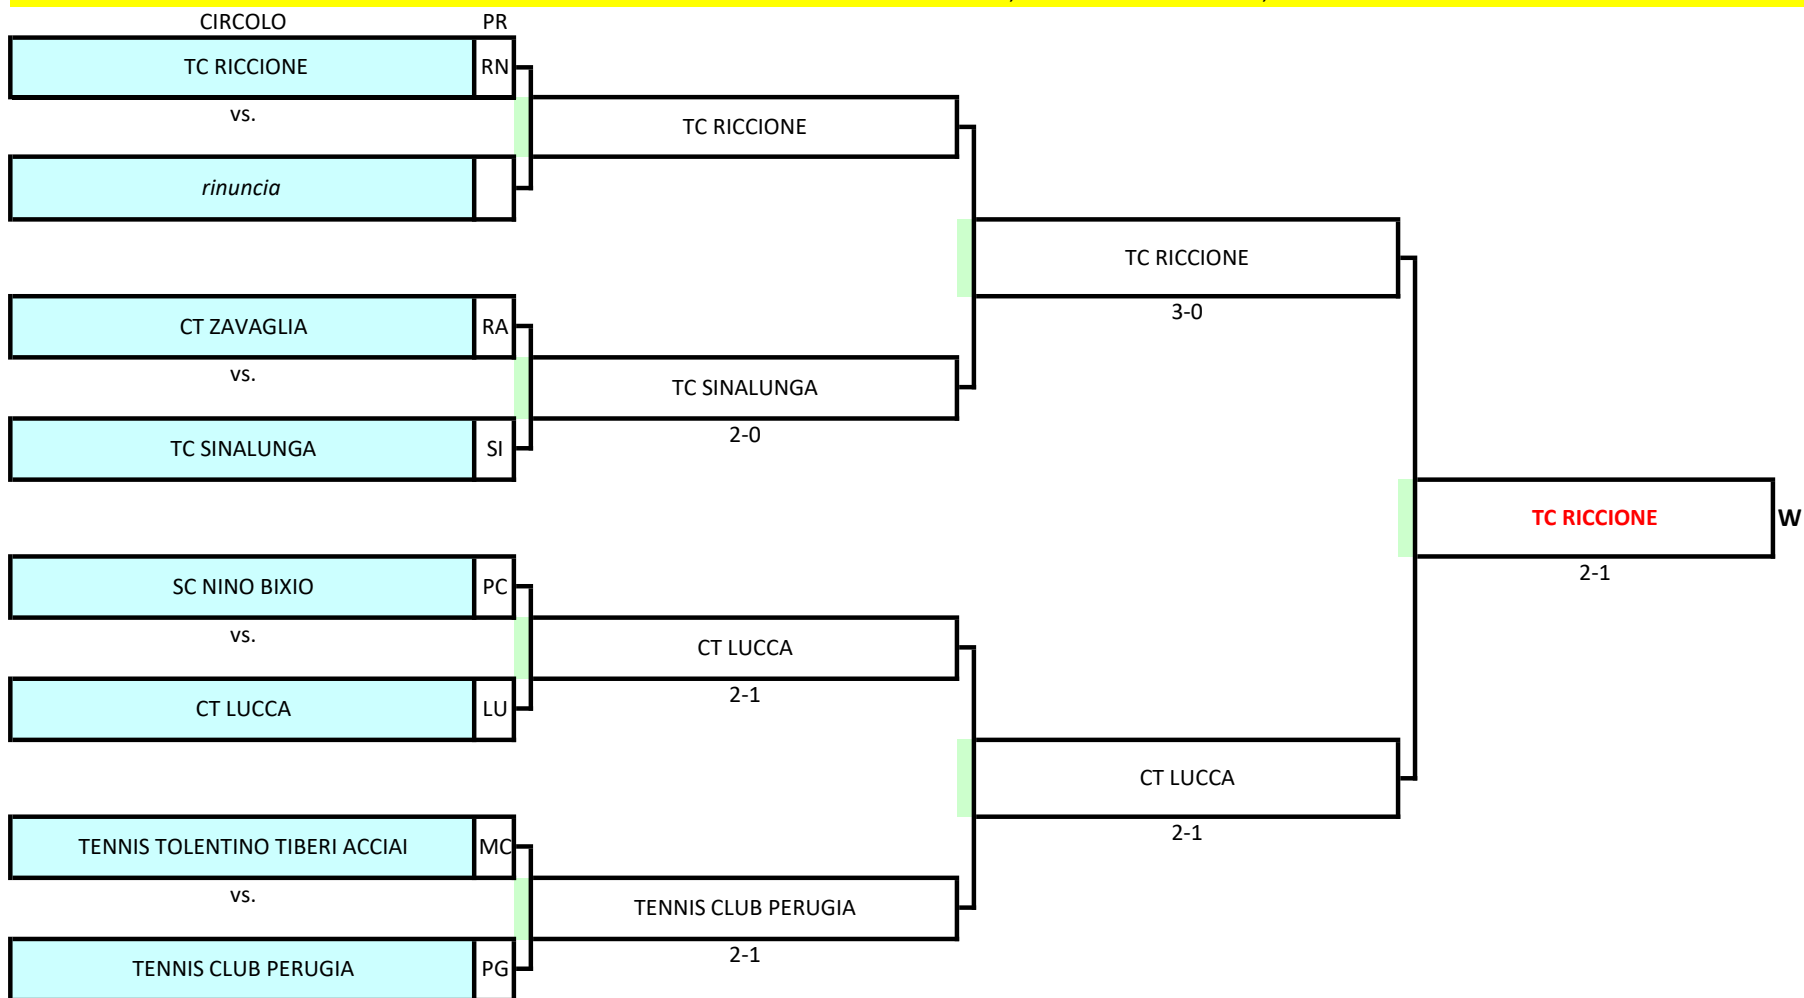 CIRCOLO PR
TC RICCIONE RN
vs.
TC RICCIONE
rinuncia
TC RICCIONE
3-0
CT ZAVAGLIA RA
vs.
TC SINALUNGA
2-0
TC SINALUNGA SI
TC RICCIONE W
2-1
SC NINO BIXIO PC
vs.
CT LUCCA
2-1
CT LUCCA LU
CT LUCCA
2-1
TENNIS TOLENTINO TIBERI ACCIAI MC
vs.
TENNIS CLUB PERUGIA
2-1
TENNIS CLUB PERUGIA PG